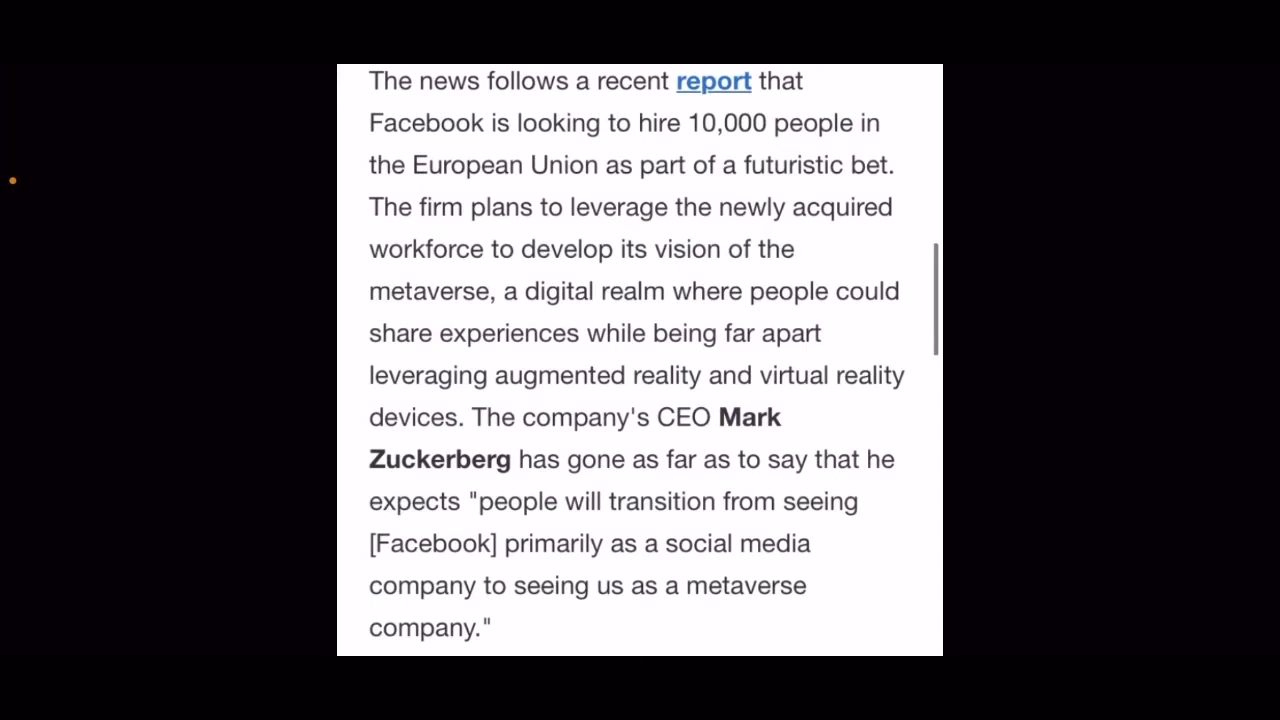 The news follows a recent report that
Facebook is looking to hire 10,000 people in
the European Union as part of a futuristic bet.
The firm plans to leverage the newly acquired
workforce to develop its vision of the
metaverse, a digital realm where people could
share experiences while being far apart
leveraging augmented reality and virtual reality
devices. The company's CEO Mark
Zuckerberg has gone as far as to say that he
expects "people will transition from seeing
[Facebook] primarily as a social media
company to seeing us as a metaverse
company."